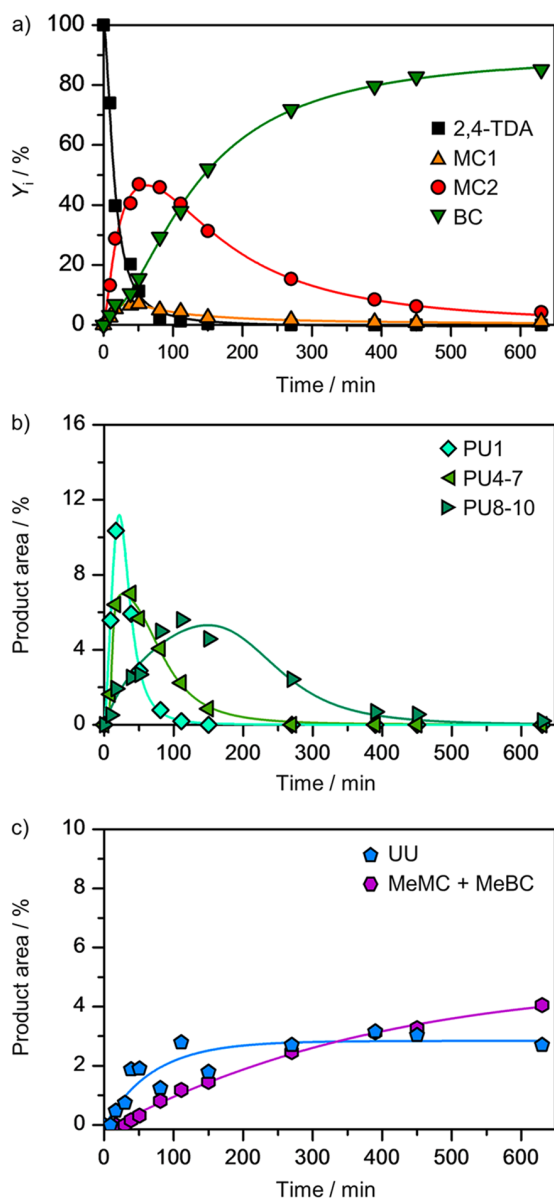 a)
100
80
60
40
20
0
Yi / %
2,4-TDA
MC1
MC2
BC
0 100 200 300 400 500 600
Time / min
b)
16
12
8
4
0
Product area / %
PU1
PU4-7
PU8-10
0 100 200 300 400 500 600
Time / min
c)
10
8
6
4
2
0
Product area / %
UU
MeMC + MeBC
0 100 200 300 400 500 600
Time / min